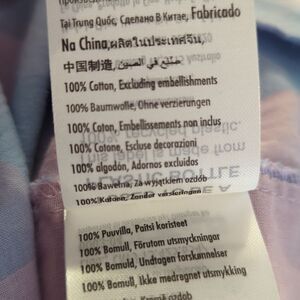 Tại Trung Quốc, Сделано В Китае, Fabricado
Na China, ผลิตในประเทศจีน,
中国制造, صنع في الصين
100% Cotton, Excluding embellishments
100% Baumwolle, Ohne verzierungen
100% Coton, Embellissements non inclus
100% Cotone, Escluse decorazioni
100% algodón, Adornos excluidos
100% Bawełna, Za wyjątkiem ozdób
100% Katoen, Zonder versieringen
100% Puuvilla, Paitsi koristeet
100% Bomull, Förutom utsmyckningar
100% Bomuld, Undtagen forskønnelser
100% Bomull, Ikke medregnet utsmykking